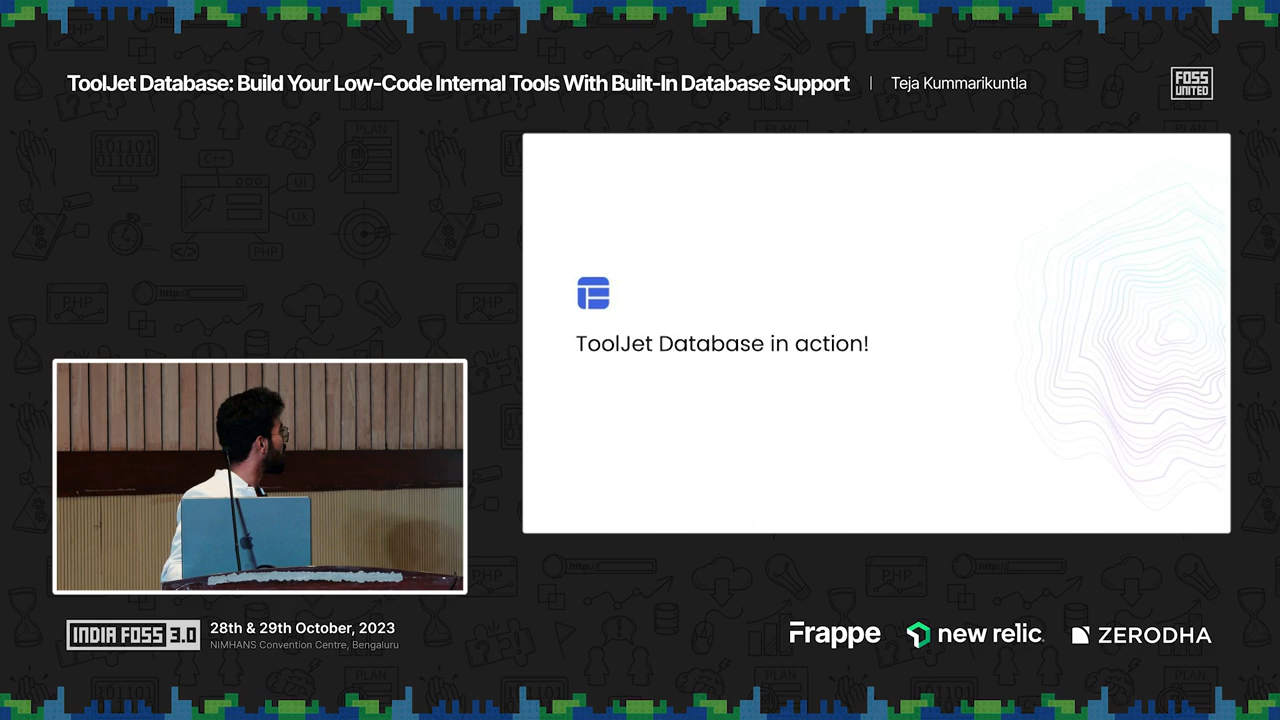 ToolJet Database: Build Your Low-Code Internal Tools With Built-In Database Support | Teja Kummarikuntla
FOSS
UNITED
ToolJet Database in action!
INDIA FOSS 3.0
28th & 29th October, 2023
NIMHANS Convention Centre, Bengaluru
Frappe
new relic
ZERODHA